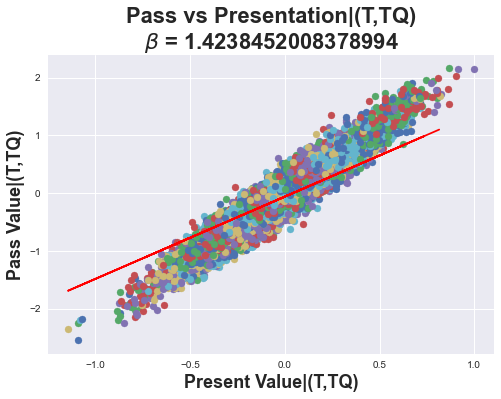 Pass vs Presentation|(T,TQ)
β = 1.4238452008378994
Pass Value|(T,TQ)
2
1
0
−1
−2
−1.0 −0.5 0.0 0.5 1.0
Present Value|(T,TQ)